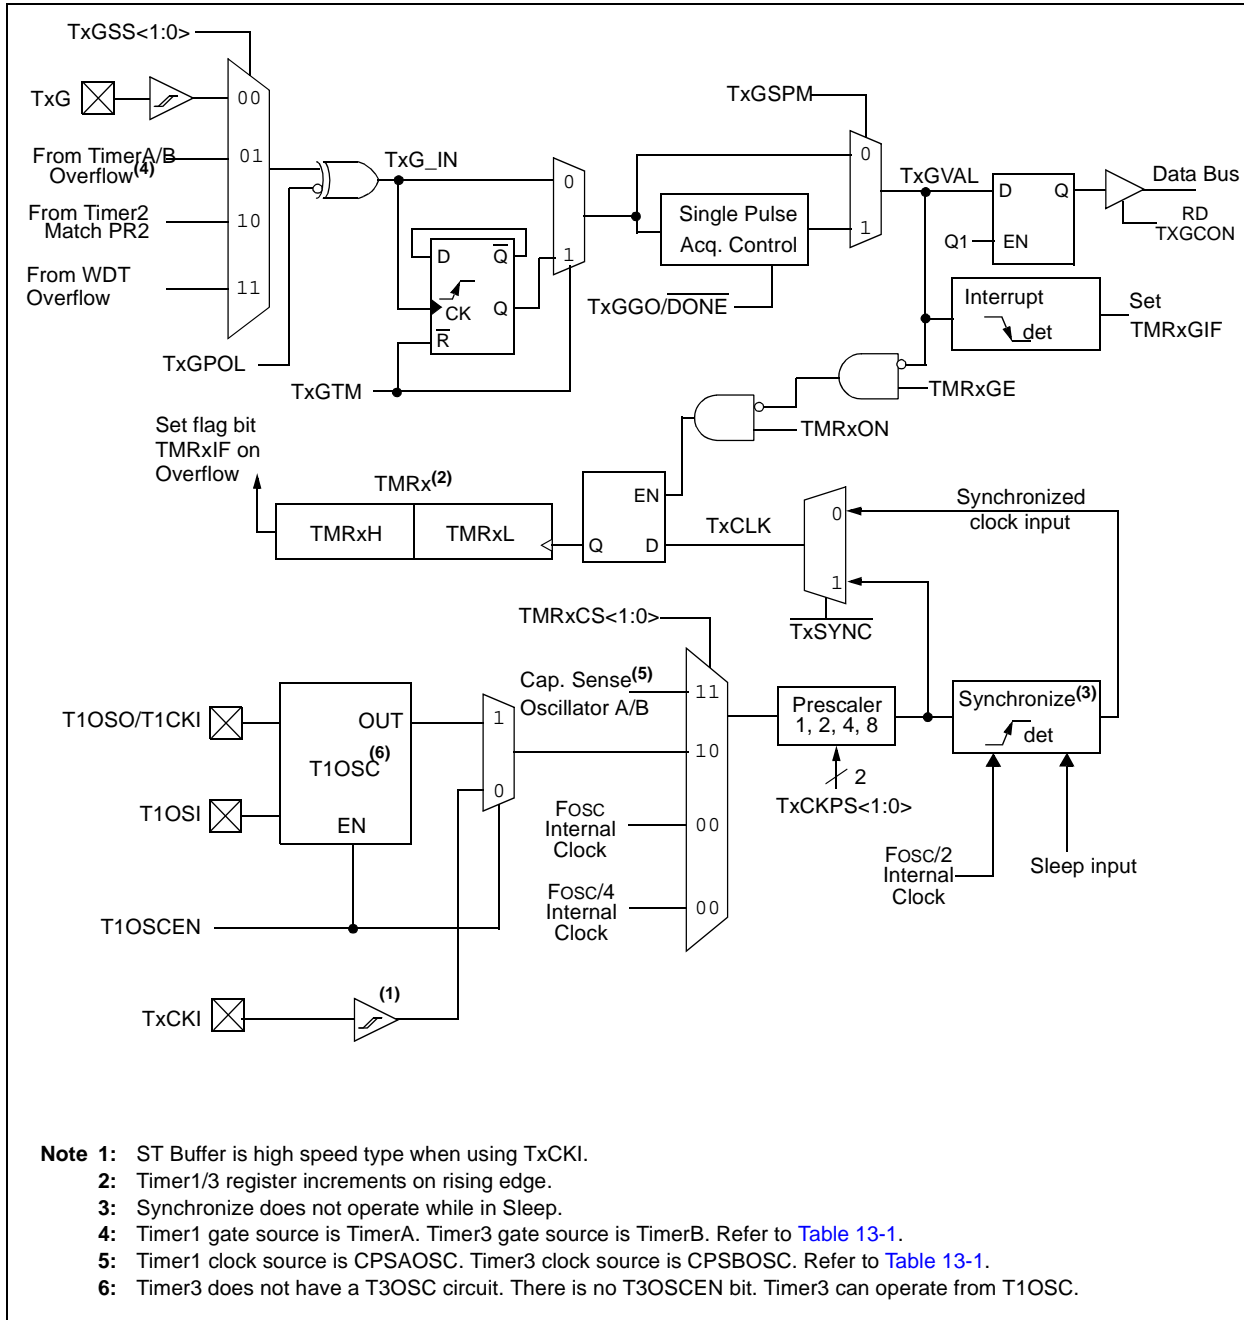 TxGSS<1:0>
TxG
00
From TimerA/B
Overflow(4)
01
From Timer2
Match PR2
10
From WDT
Overflow
11
TxGPOL
TxG_IN
0
1
D
Q
CK
Q
R
TxGTM
TxGSPM
0
1
Single Pulse
Acq. Control
TxGGO/DONE
TxGVAL
D
Q
Q1
EN
Data Bus
RD
TXGCON
Interrupt
det
Set
TMRxGIF
TMRxGE
TMRxON
Set flag bit
TMRxIF on
Overflow
TMRx(2)
TMRxH
TMRxL
EN
Q
D
TxCLK
0
1
TxSYNC
Synchronized
clock input
TMRxCS<1:0>
Cap. Sense(5)
Oscillator A/B
11
10
FOSC
Internal
Clock
00
FOSC/4
Internal
Clock
00
Prescaler
1, 2, 4, 8
2
TxCKPS<1:0>
Synchronize(3)
det
FOSC/2
Internal
Clock
Sleep input
T1OSO/T1CKI
OUT
T1OSC(6)
T1OSI
EN
1
0
T1OSCEN
TxCKI
(1)
Note 1: ST Buffer is high speed type when using TxCKI.
2: Timer1/3 register increments on rising edge.
3: Synchronize does not operate while in Sleep.
4: Timer1 gate source is TimerA. Timer3 gate source is TimerB. Refer to Table 13-1.
5: Timer1 clock source is CPSAOSC. Timer3 clock source is CPSBOSC. Refer to Table 13-1.
6: Timer3 does not have a T3OSC circuit. There is no T3OSCEN bit. Timer3 can operate from T1OSC.